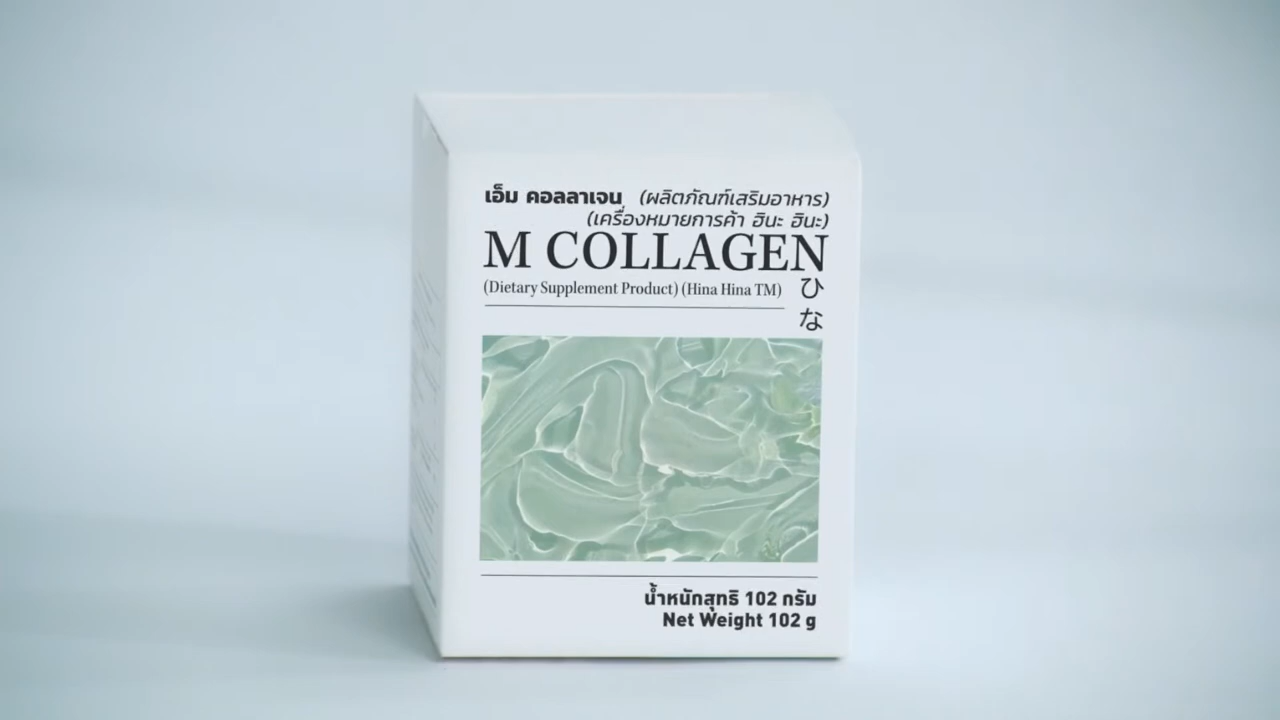 เอ็ม คอลลาเจน (ผลิตภัณฑ์เสริมอาหาร)
(เครื่องหมายการค้า ฮินะ ฮินะ)
M COLLAGEN
(Dietary Supplement Product) (Hina Hina TM)
ひ
な
น้ำหนักสุทธิ 102 กรัม
Net Weight 102 g